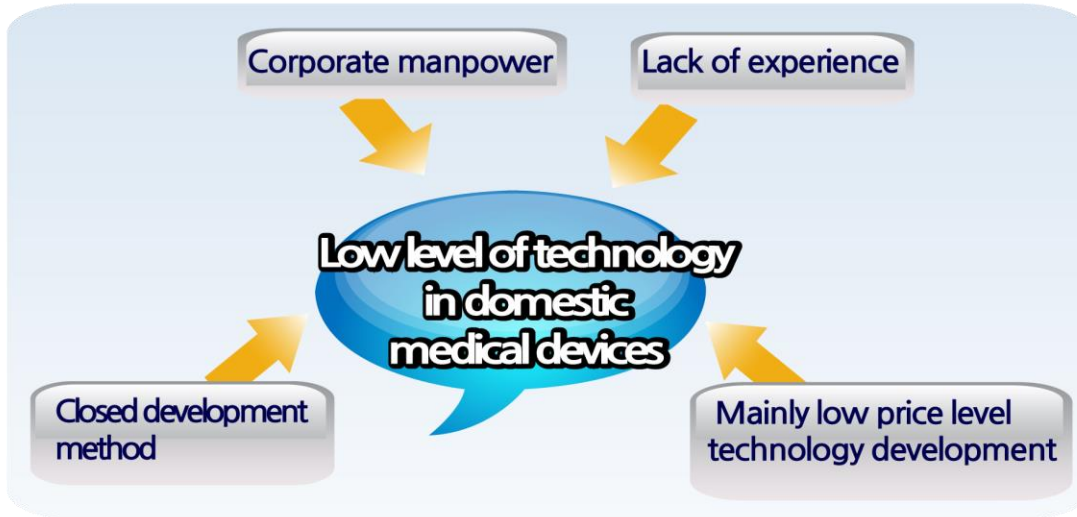 Corporate manpower
Lack of experience
Low level of technology
in domestic
medical devices
Closed development
method
Mainly low price level
technology development